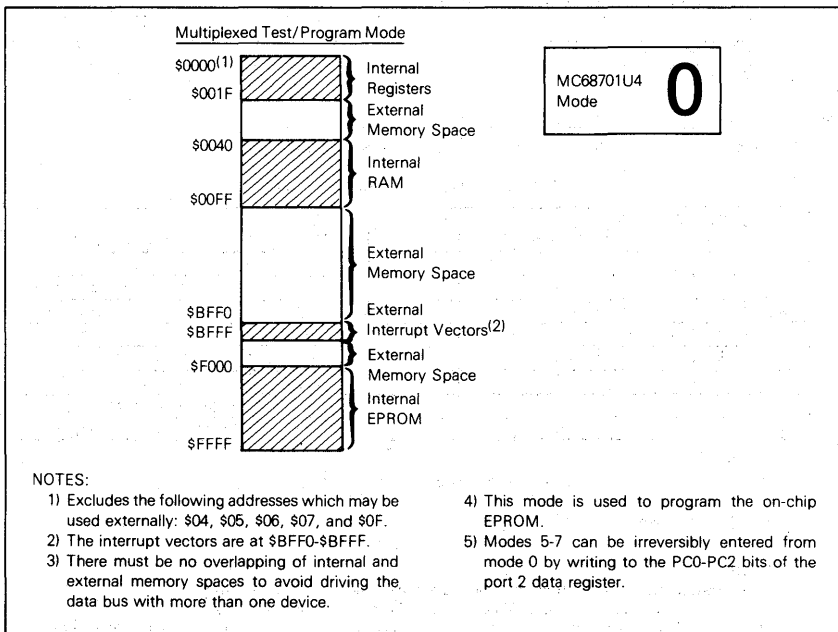 Multiplexed Test/Program Mode
$0000(1)
$001F
Internal
Registers
External
Memory Space
$0040
Internal
RAM
$00FF
External
Memory Space
$BFF0
External
$BFFF
Interrupt Vectors(2)
External
$F000
Memory Space
Internal
EPROM
$FFFF
MC68701U4
Mode
0
NOTES:
1) Excludes the following addresses which may be
used externally: $04, $05, $06, $07, and $0F.
2) The interrupt vectors are at $BFF0-$BFFF.
3) There must be no overlapping of internal and
external memory spaces to avoid driving the
data bus with more than one device.
4) This mode is used to program the on-chip
EPROM.
5) Modes 5-7 can be irreversibly entered from
mode 0 by writing to the PC0-PC2 bits of the
port 2 data register.